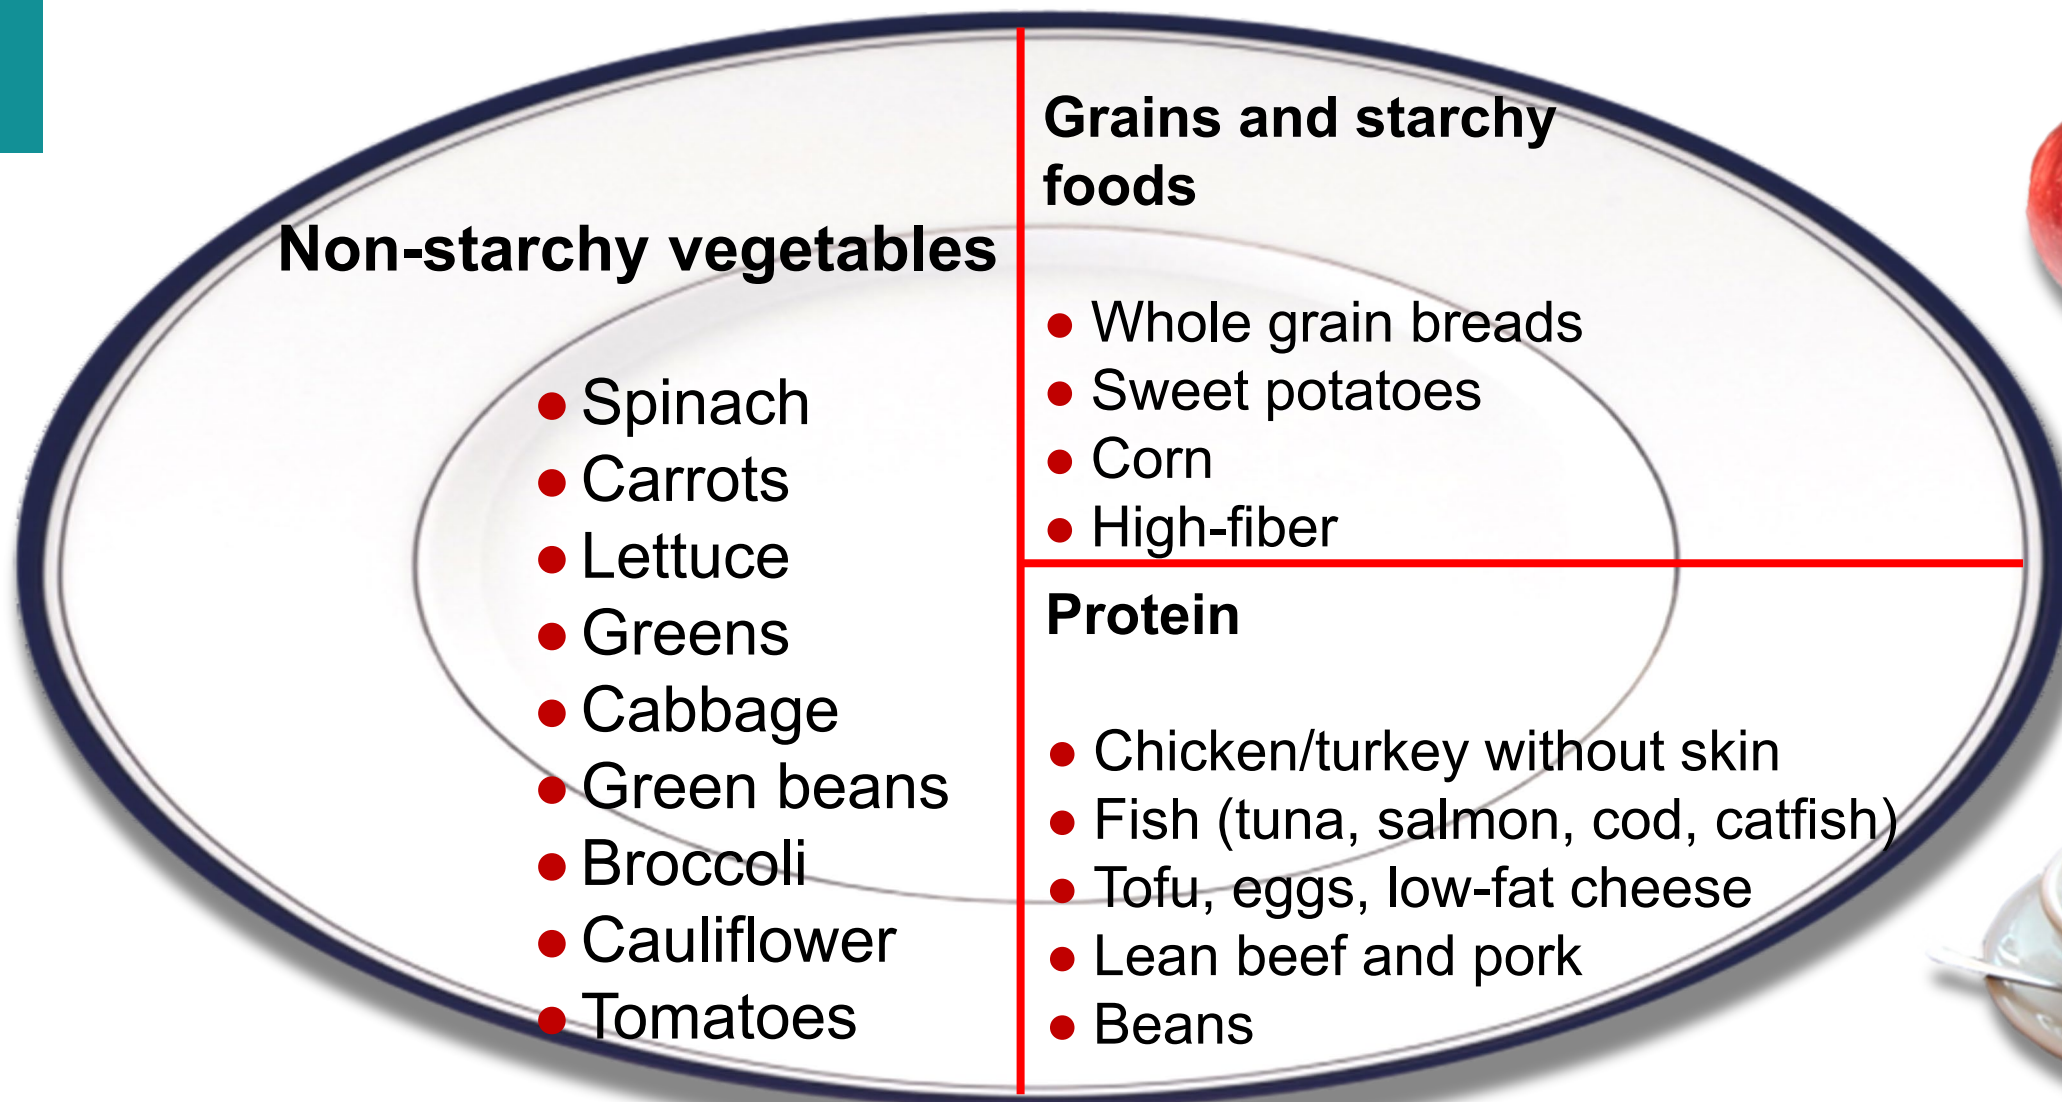 Non-starchy vegetables
● Spinach
● Carrots
● Lettuce
● Greens
● Cabbage
● Green beans
● Broccoli
● Cauliflower
● Tomatoes
Grains and starchy
foods
● Whole grain breads
● Sweet potatoes
● Corn
● High-fiber
Protein
● Chicken/turkey without skin
● Fish (tuna, salmon, cod, catfish)
● Tofu, eggs, low-fat cheese
● Lean beef and pork
● Beans